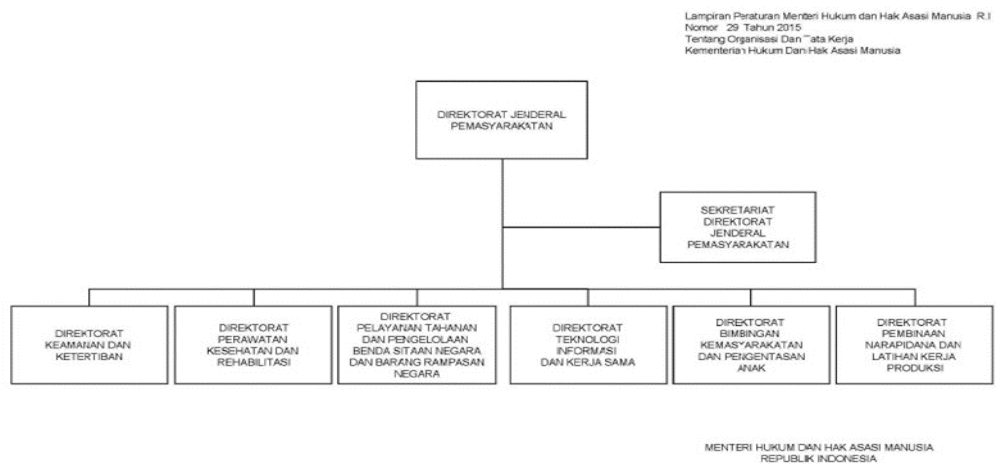 Lampiran Peraturan Menteri Hukum dan Hak Asasi Manusia R.I
Nomor 29 Tahun 2015
Tentang Organisasi Dan Tata Kerja
Kementerian Hukum Dan Hak Asasi Manusia
DIREKTORAT JENDERAL
PEMASYARAKATAN
SEKRETARIAT
DIREKTORAT
JENDERAL
PEMASYARAKATAN
DIREKTORAT
KEAMANAN DAN
KETERTIBAN
DIREKTORAT
PERAWATAN
KESEHATAN DAN
REHABILITASI
DIREKTORAT
PELAYANAN TAHANAN
DAN PENGELOLAAN
BENDA SITAAN NEGARA
DAN BARANG RAMPASAN
NEGARA
DIREKTORAT
TEKNOLOGI
INFORMASI
DAN KERJA SAMA
DIREKTORAT
BIMBINGAN
KEMASYARAKATAN
DAN PENGENTASAN
ANAK
DIREKTORAT
PEMBINAAN
NARAPIDANA DAN
LATIHAN KERJA
PRODUKSI
MENTERI HUKUM DAN HAK ASASI MANUSIA
REPUBLIK INDONESIA